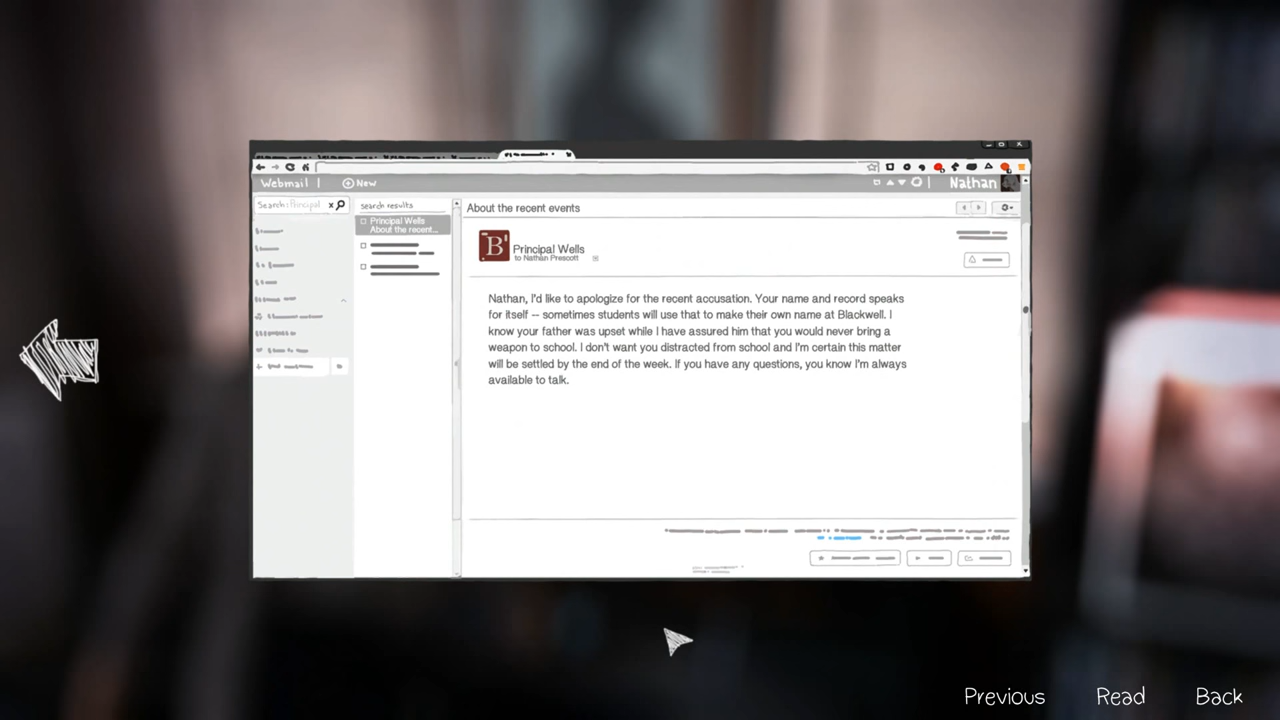 Webmail |
New
Nathan
Search: Principal x
search results
About the recent events
Principal Wells
About the recent...
B
Principal Wells
to Nathan Prescott
Nathan, I'd like to apologize for the recent accusation. Your name and record speaks
for itself -- sometimes students will use that to make their own name at Blackwell. I
know your father was upset while I have assured him that you would never bring a
weapon to school. I don't want you distracted from school and I'm certain this matter
will be settled by the end of the week. If you have any questions, you know I'm always
available to talk.
Previous
Read
Back